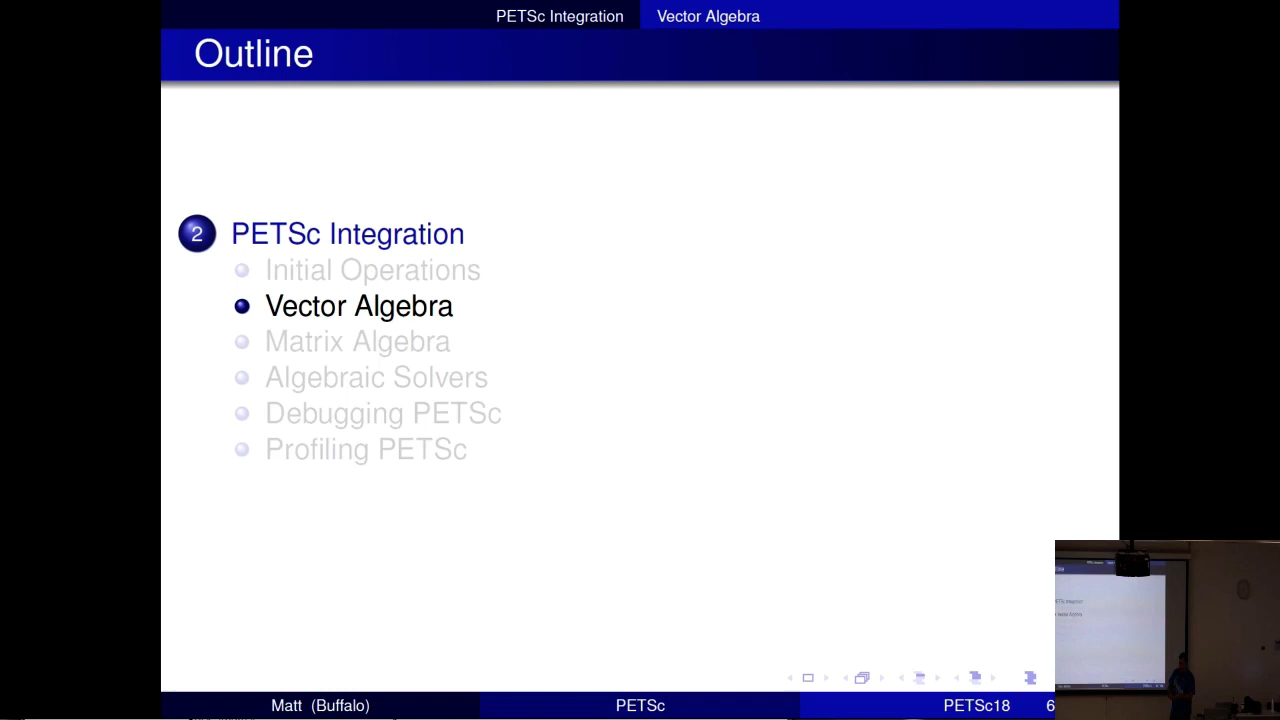 PETSc Integration Vector Algebra
Outline
2 PETSc Integration
Initial Operations
Vector Algebra
Matrix Algebra
Algebraic Solvers
Debugging PETSc
Profiling PETSc
Matt (Buffalo) PETSc PETSc18 6